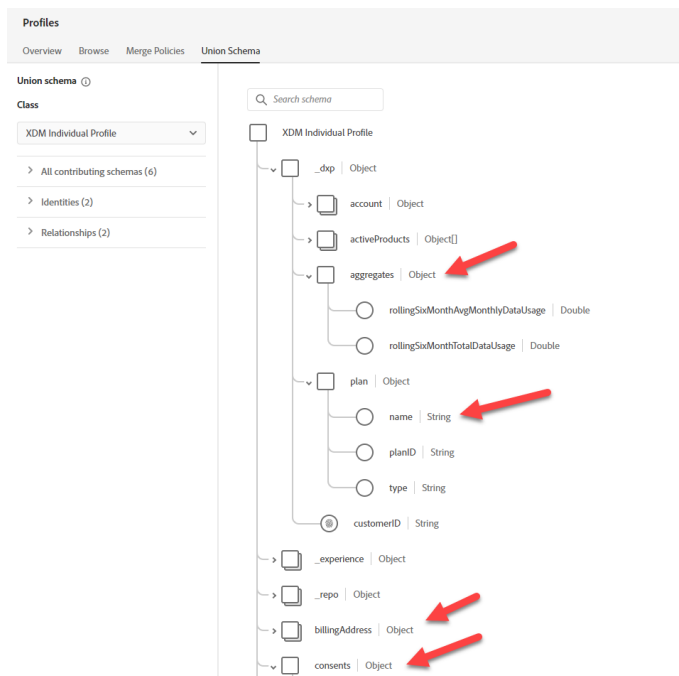 Profiles
Overview Browse Merge Policies Union Schema
Union schema
Class
XDM Individual Profile
All contributing schemas (6)
Identities (2)
Relationships (2)
Search schema
XDM Individual Profile
_dxp Object
account Object
activeProducts Object[]
aggregates Object
rollingSixMonthAvgMonthlyDataUsage Double
rollingSixMonthTotalDataUsage Double
plan Object
name String
planID String
type String
customerID String
_experience Object
_repo Object
billingAddress Object
consents Object